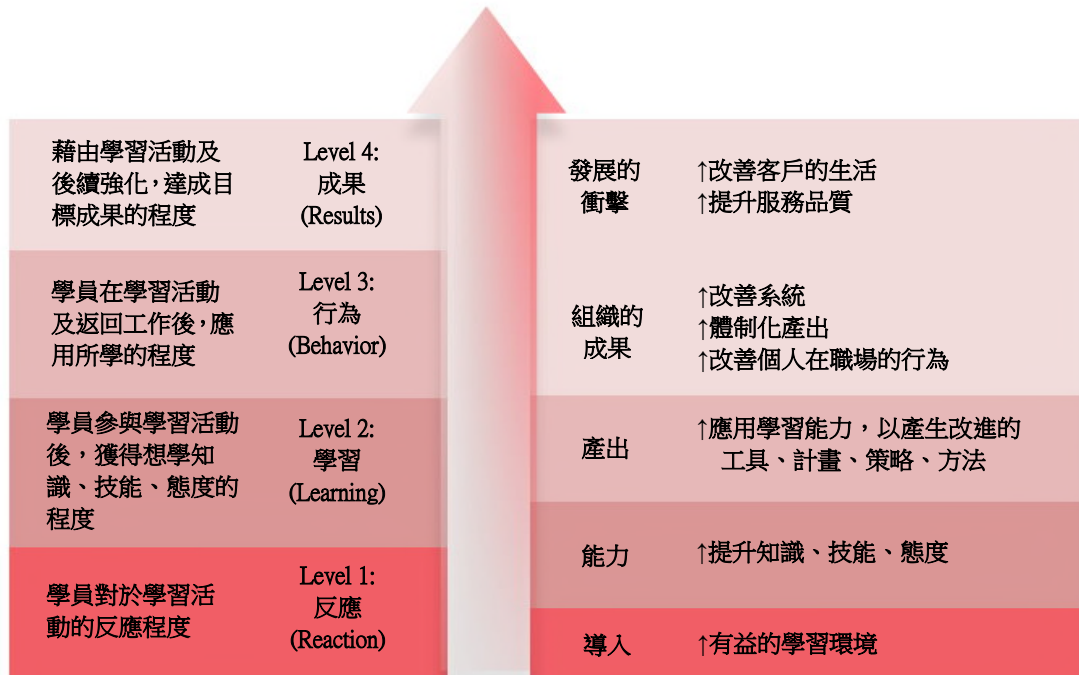 藉由學習活動及
後續強化，達成目
標成果的程度
Level 4:
成果
(Results)
學員在學習活動
及返回工作後，應
用所學的程度
Level 3:
行為
(Behavior)
學員參與學習活動
後，獲得想學知
識、技能、態度的
程度
Level 2:
學習
(Learning)
學員對於學習活
動的反應程度
Level 1:
反應
(Reaction)
發展的
衝擊
↑改善客戶的生活
↑提升服務品質
組織的
成果
↑改善系統
↑體制化產出
↑改善個人在職場的行為
產出
↑應用學習能力，以產生改進的
工具、計畫、策略、方法
能力
↑提升知識、技能、態度
導入
↑有益的學習環境